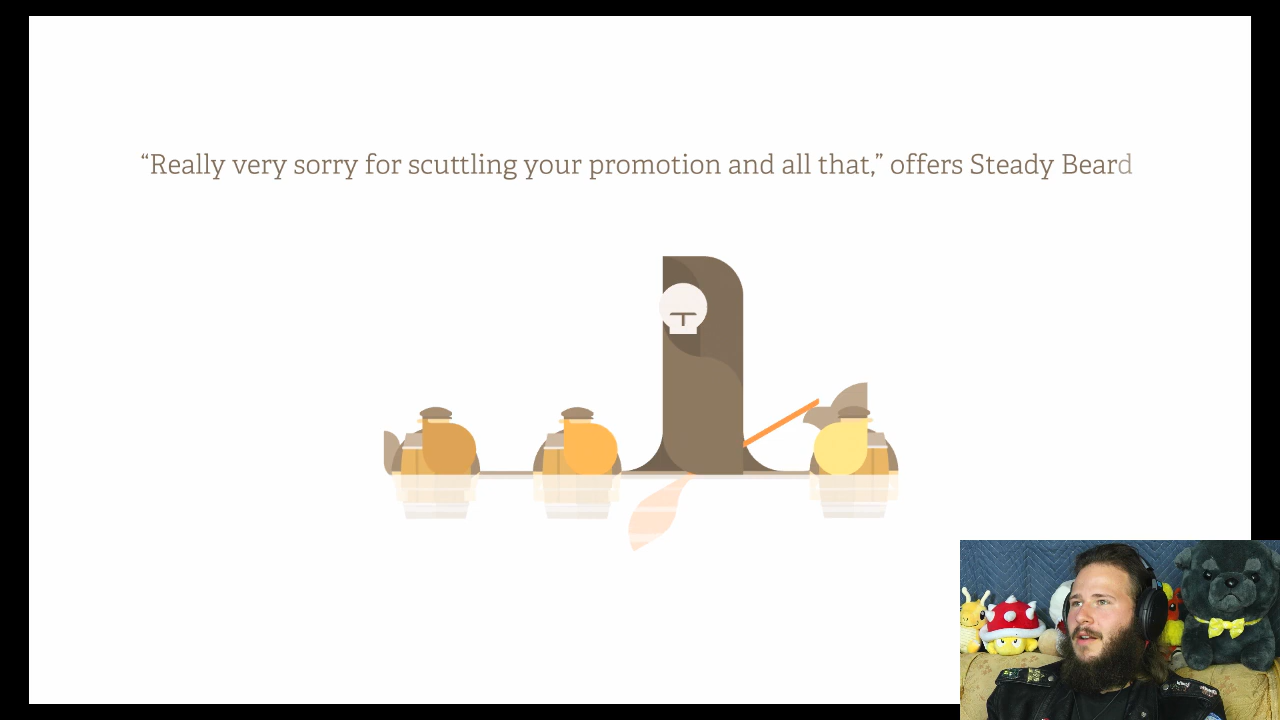 “Really very sorry for scuttling your promotion and all that,” offers Steady Beard